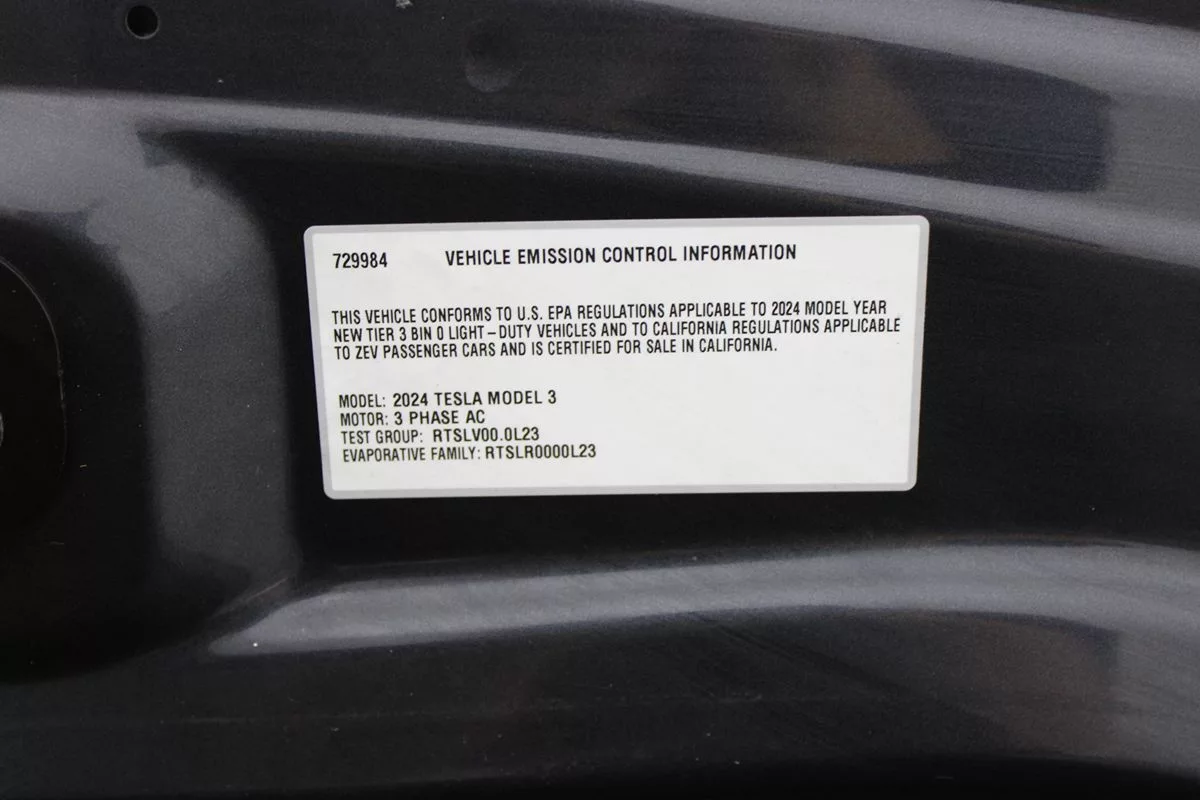 729984 VEHICLE EMISSION CONTROL INFORMATION
THIS VEHICLE CONFORMS TO U.S. EPA REGULATIONS APPLICABLE TO 2024 MODEL YEAR
NEW TIER 3 BIN 0 LIGHT-DUTY VEHICLES AND TO CALIFORNIA REGULATIONS APPLICABLE
TO ZEV PASSENGER CARS AND IS CERTIFIED FOR SALE IN CALIFORNIA.
MODEL: 2024 TESLA MODEL 3
MOTOR: 3 PHASE AC
TEST GROUP: RTSLV00.0L23
EVAPORATIVE FAMILY: RTSLR0000L23